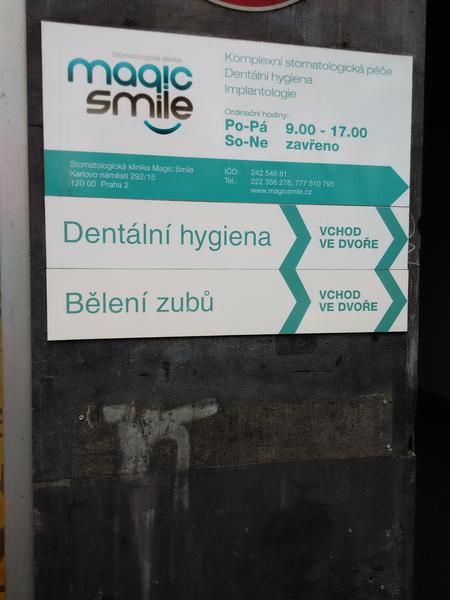 Stomatologická klinika
magic
smile
Komplexní stomatologická péče
Dentální hygiena
Implantologie
Ordinační hodiny:
Po-Pá 9.00 - 17.00
So-Ne zavřeno
Stomatologická klinika Magic Smile
Karlovo náměstí 292/15
120 00 Praha 2
IČO: 242 546 81
Tel.: 222 356 278, 777 510 795
www.magicsmile.cz
Dentální hygiena
VCHOD
VE DVOŘE
Bělení zubů
VCHOD
VE DVOŘE